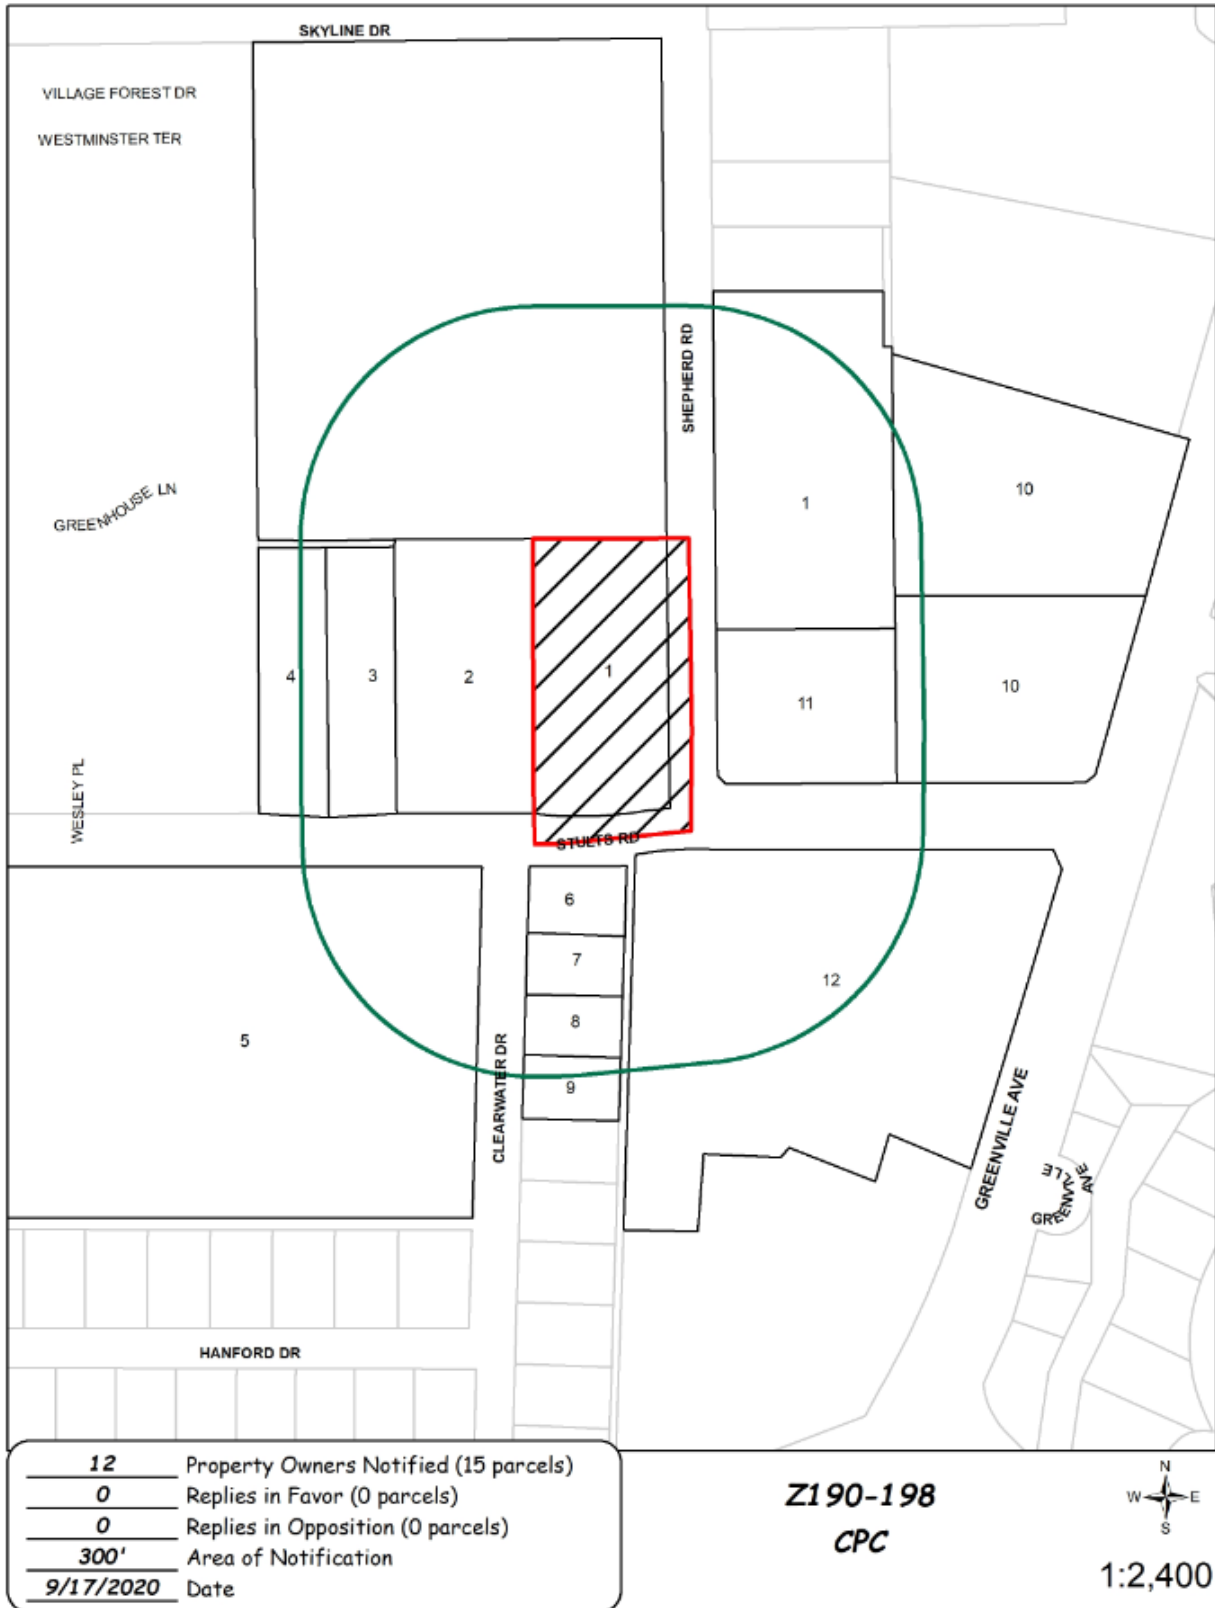 SKYLINE DR
VILLAGE FOREST DR
WESTMINSTER TER
SHEPHERD RD
GREENHOUSE LN
1
10
4
3
2
1
11
10
WESLEY PL
STULTS RD
6
7
8
9
12
5
CLEARWATER DR
GREENVILLE AVE
GREENVILLE AVE
HANFORD DR
12 Property Owners Notified (15 parcels)
0 Replies in Favor (0 parcels)
0 Replies in Opposition (0 parcels)
300' Area of Notification
9/17/2020 Date
Z190-198
CPC
N
W E
S
1:2,400